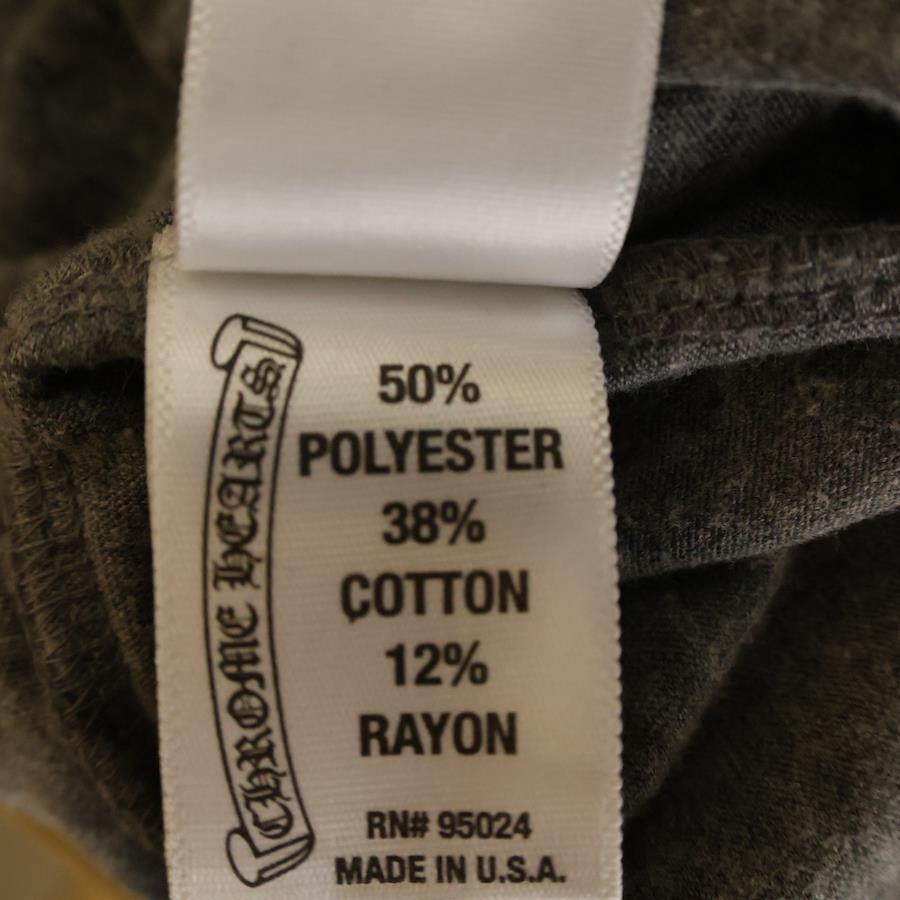 CHROME HEARTS
50%
POLYESTER
38%
COTTON
12%
RAYON
RN# 95024
MADE IN U.S.A.